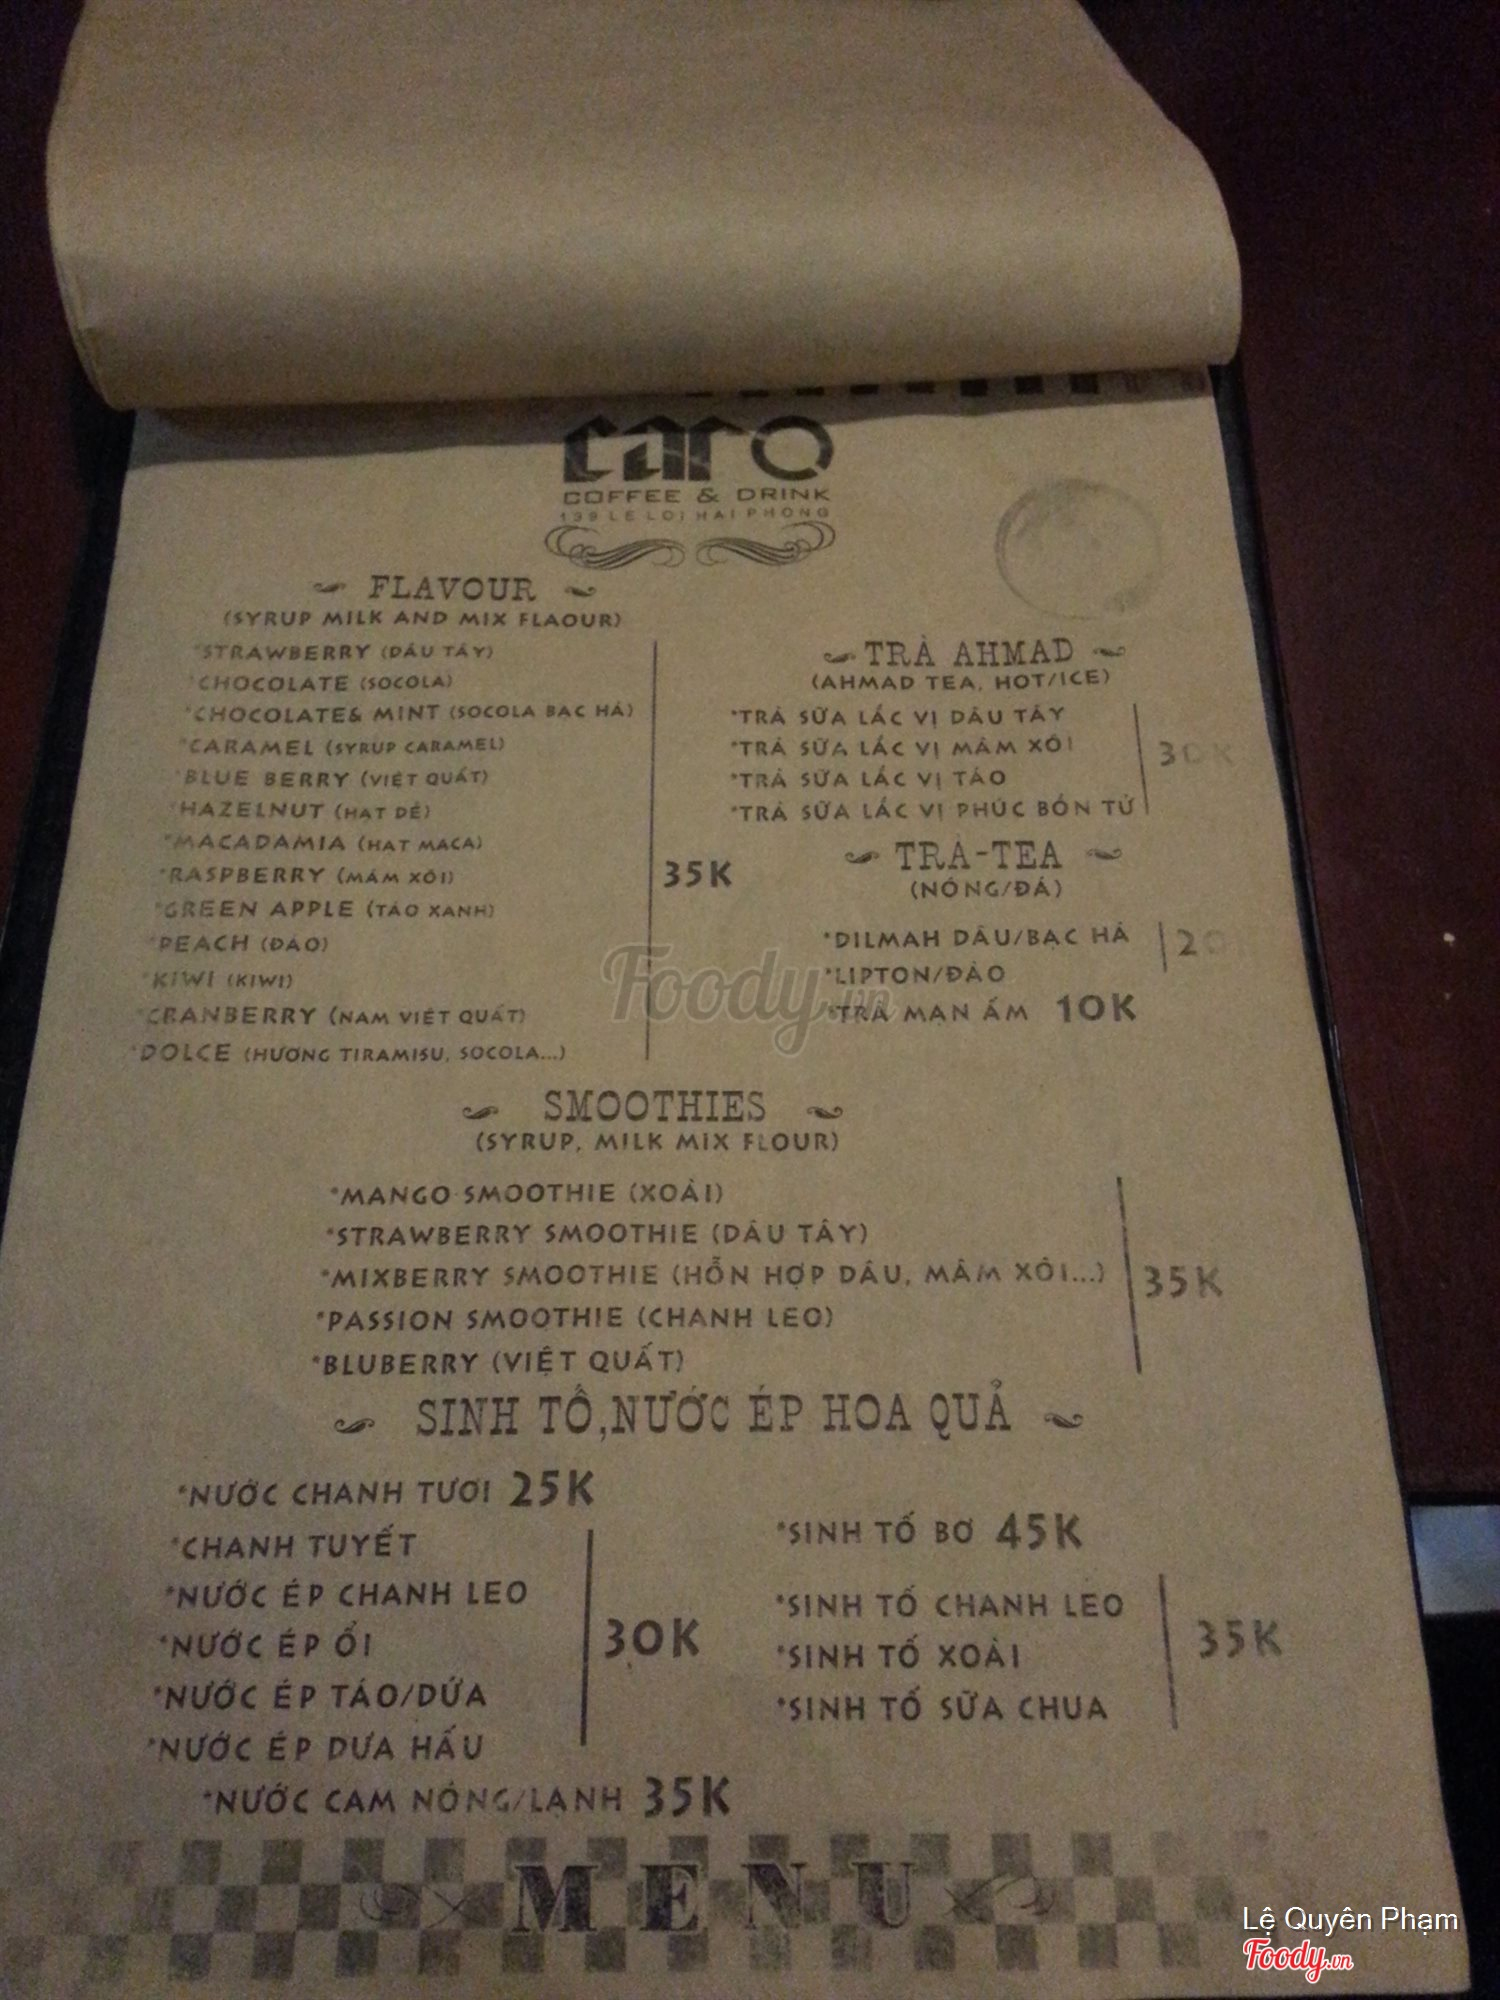 caro
COFFEE & DRINK
139 LE LOI HAI PHONG
FLAVOUR
(SYRUP MILK AND MIX FLAOUR)
*STRAWBERRY (DÂU TÂY)
*CHOCOLATE (SOCOLA)
*CHOCOLATE& MINT (SOCOLA BẠC HÀ)
*CARAMEL (SYRUP CARAMEL)
*BLUE BERRY (VIỆT QUẤT)
*HAZELNUT (HẠT DẺ)
*MACADAMIA (HẠT MACA)
*RASPBERRY (MÂM XÔI)
*GREEN APPLE (TÁO XANH)
*PEACH (ĐÀO)
*KIWI (KIWI)
*CRANBERRY (NAM VIỆT QUẤT)
*DOLCE (HƯƠNG TIRAMISU, SOCOLA...)
35K
TRÀ AHMAD
(AHMAD TEA, HOT/ICE)
*TRÀ SỮA LẮC VỊ DÂU TÂY
*TRÀ SỮA LẮC VỊ MÂM XÔI
*TRÀ SỮA LẮC VỊ TÁO
*TRÀ SỮA LẮC VỊ PHÚC BỒN TỬ
30K
TRÀ-TEA
(NÓNG/ĐÁ)
*DILMAH DÂU/BẠC HÀ
*LIPTON/ĐÀO
20K
*TRÀ MẠN ẤM 10K
SMOOTHIES
(SYRUP, MILK MIX FLOUR)
*MANGO SMOOTHIE (XOÀI)
*STRAWBERRY SMOOTHIE (DÂU TÂY)
*MIXBERRY SMOOTHIE (HỖN HỢP DÂU, MÂM XÔI...)
*PASSION SMOOTHIE (CHANH LEO)
*BLUBERRY (VIỆT QUẤT)
35K
SINH TỐ,NƯỚC ÉP HOA QUẢ
*NƯỚC CHANH TƯƠI 25K
*CHANH TUYẾT
*NƯỚC ÉP CHANH LEO
*NƯỚC ÉP ỔI
*NƯỚC ÉP TÁO/DỨA
*NƯỚC ÉP DƯA HẤU
30K
*NƯỚC CAM NÓNG/LẠNH 35K
*SINH TỐ BƠ 45K
*SINH TỐ CHANH LEO
*SINH TỐ XOÀI
*SINH TỐ SỮA CHUA
35K
MENU
Foody.vn
Lệ Quyên Phạm
Foody.vn